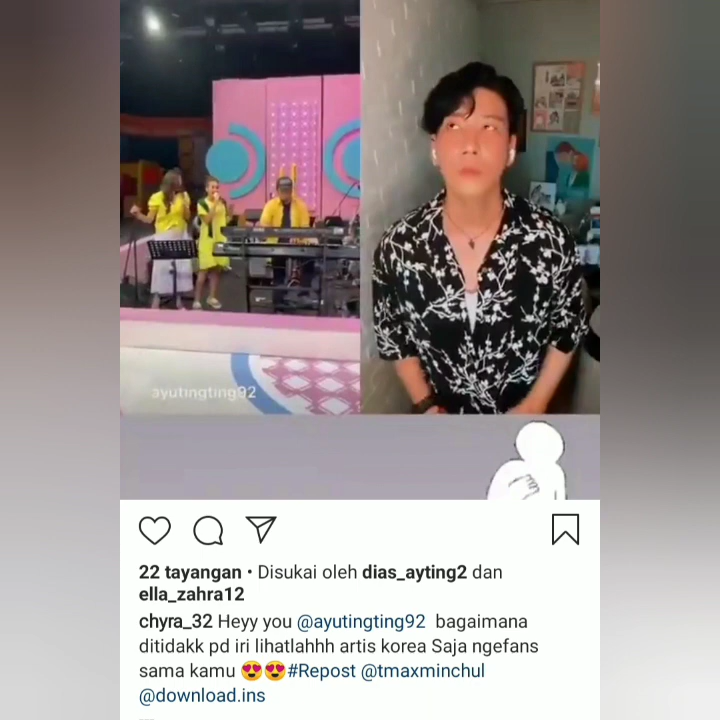 ayutingting92
22 tayangan • Disukai oleh dias_ayting2 dan
ella_zahra12
chyra_32 Heyy you @ayutingting92 bagaimana
ditidakk pd iri lihatlahhh artis korea Saja ngefans
sama kamu 😍😍#Repost @tmaxminchul
@download.ins